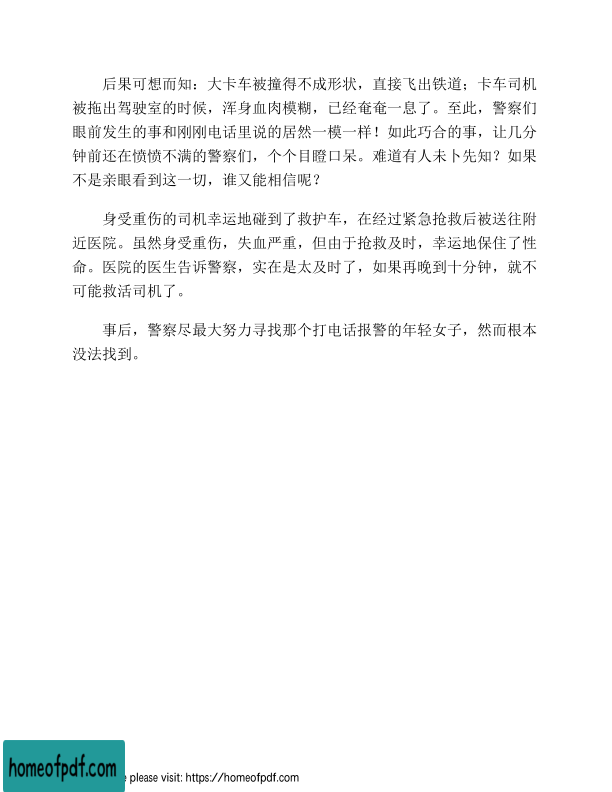 后果可想而知：大卡车被撞得不成形状，直接飞出铁道；卡车司机
被拖出驾驶室的时候，浑身血肉模糊，已经奄奄一息了。至此，警察们
眼前发生的事和刚刚电话里说的居然一模一样！如此巧合的事，让几分
钟前还在愤愤不满的警察们，个个目瞪口呆。难道有人未卜先知？如果
不是亲眼看到这一切，谁又能相信呢？
身受重伤的司机幸运地碰到了救护车，在经过紧急抢救后被送往附
近医院。虽然身受重伤，失血严重，但由于抢救及时，幸运地保住了性
命。医院的医生告诉警察，实在是太及时了，如果再晚到十分钟，就不
可能救活司机了。
事后，警察尽最大努力寻找那个打电话报警的年轻女子，然而根本
没法找到。
homeofpdf.com
please visit: https://homeofpdf.com